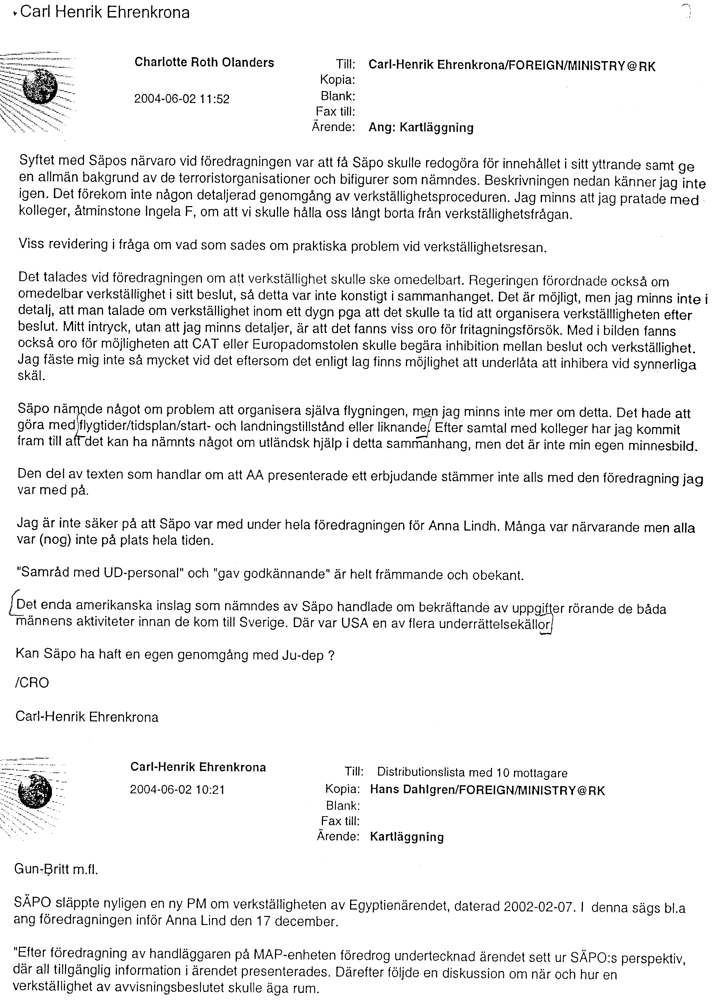 Carl Henrik Ehrenkrona
Charlotte Roth Olanders
2004-06-02 11:52
Till: Carl-Henrik Ehrenkrona/FOREIGN/MINISTRY@RK
Kopia:
Blank:
Fax till:
Ärende: Ang: Kartläggning
Syftet med Säpos närvaro vid föredragningen var att få Säpo skulle redogöra för innehållet i sitt yttrande samt ge
en allmän bakgrund av de terroristorganisationer och bifigurer som nämndes. Beskrivningen nedan känner jag inte
igen. Det förekom inte någon detaljerad genomgång av verkställighetsproceduren. Jag minns att jag pratade med
kolleger, åtminstone Ingela F, om att vi skulle hålla oss långt borta från verkställighetsfrågan.
Viss revidering i fråga om vad som sades om praktiska problem vid verkställighetsresan.
Det talades vid föredragningen om att verkställighet skulle ske omedelbart. Regeringen förordnade också om
omedelbar verkställighet i sitt beslut, så detta var inte konstigt i sammanhanget. Det är möjligt, men jag minns inte i
detalj, att man talade om verkställighet inom ett dygn pga att det skulle ta tid att organisera verkställligheten efter
beslut. Mitt intryck, utan att jag minns detaljer, är att det fanns viss oro för fritagningsförsök. Med i bilden fanns
också oro för möjligheten att CAT eller Europadomstolen skulle begära inhibition mellan beslut och verkställighet.
Jag fäste mig inte så mycket vid det eftersom det enligt lag finns möjlighet att underlåta att inhibera vid synnerliga
skäl.
Säpo nämnde något om problem att organisera själva flygningen, men jag minns inte mer om detta. Det hade att
göra med flygtider/tidsplan/start- och landningstillstånd eller liknande. Efter samtal med kolleger har jag kommit
fram till att det kan ha nämnts något om utländsk hjälp i detta sammanhang, men det är inte min egen minnesbild.
Den del av texten som handlar om att AA presenterade ett erbjudande stämmer inte alls med den föredragning jag
var med på.
Jag är inte säker på att Säpo var med under hela föredragningen för Anna Lindh. Många var närvarande men alla
var (nog) inte på plats hela tiden.
"Samråd med UD-personal" och "gav godkännande" är helt främmande och obekant.
Det enda amerikanska inslag som nämndes av Säpo handlade om bekräftande av uppgifter rörande de båda
männens aktiviteter innan de kom till Sverige. Där var USA en av flera underrättelsekällor.
Kan Säpo ha haft en egen genomgång med Ju-dep ?
/CRO
Carl-Henrik Ehrenkrona
Carl-Henrik Ehrenkrona
2004-06-02 10:21
Till: Distributionslista med 10 mottagare
Kopia: Hans Dahlgren/FOREIGN/MINISTRY@RK
Blank:
Fax till:
Ärende: Kartläggning
Gun-Britt m.fl.
SÄPO släppte nyligen en ny PM om verkställigheten av Egyptienärendet, daterad 2002-02-07. I denna sägs bl.a
ang föredragningen inför Anna Lind den 17 december.
"Efter föredragning av handläggaren på MAP-enheten föredrog undertecknad ärendet sett ur SÄPO:s perspektiv,
där all tillgänglig information i ärendet presenterades. Därefter följde en diskussion om när och hur en
verkställighet av avvisningsbeslutet skulle äga rum.